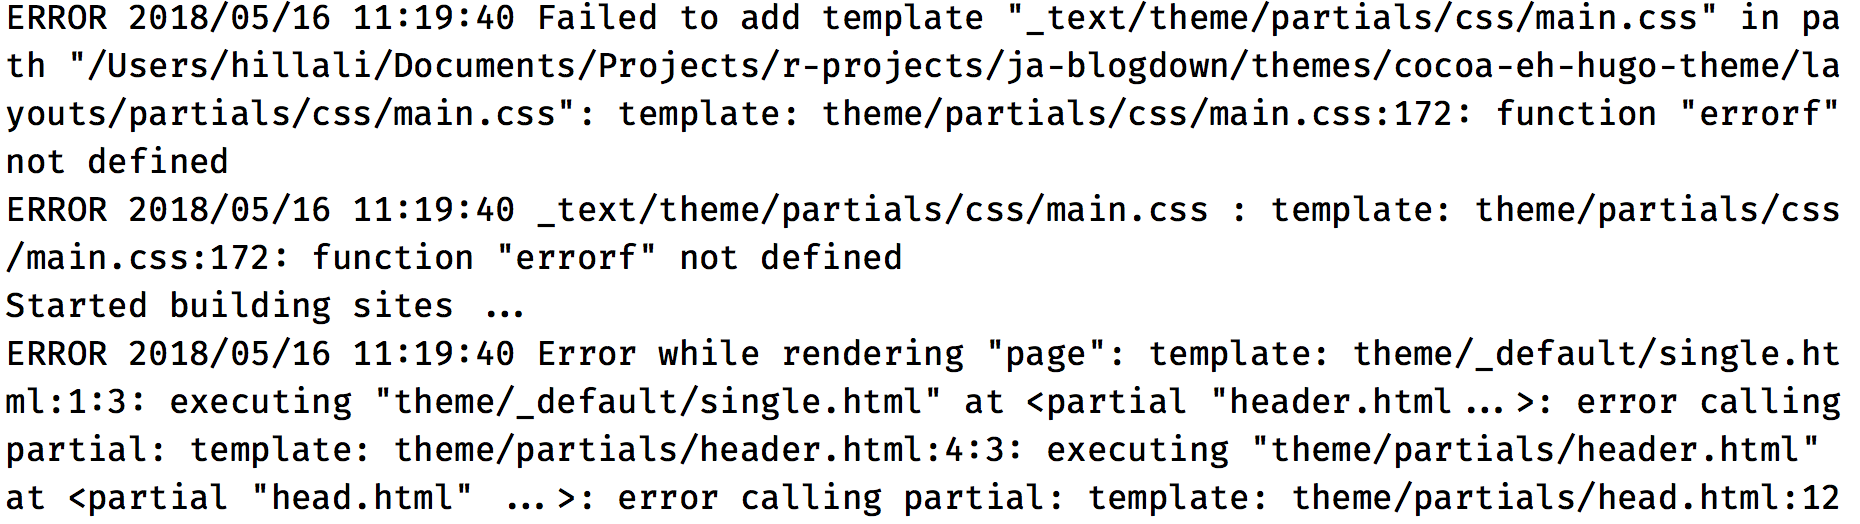 ERROR 2018/05/16 11:19:40 Failed to add template "_text/theme/partials/css/main.css" in pa
th "/Users/hillali/Documents/Projects/r-projects/ja-blogdown/themes/cocoa-eh-hugo-theme/la
youts/partials/css/main.css": template: theme/partials/css/main.css:172: function "errorf"
not defined
ERROR 2018/05/16 11:19:40 _text/theme/partials/css/main.css : template: theme/partials/css
/main.css:172: function "errorf" not defined
Started building sites ...
ERROR 2018/05/16 11:19:40 Error while rendering "page": template: theme/_default/single.ht
ml:1:3: executing "theme/_default/single.html" at <partial "header.html...>: error calling
partial: template: theme/partials/header.html:4:3: executing "theme/partials/header.html"
at <partial "head.html" ...>: error calling partial: template: theme/partials/head.html:12